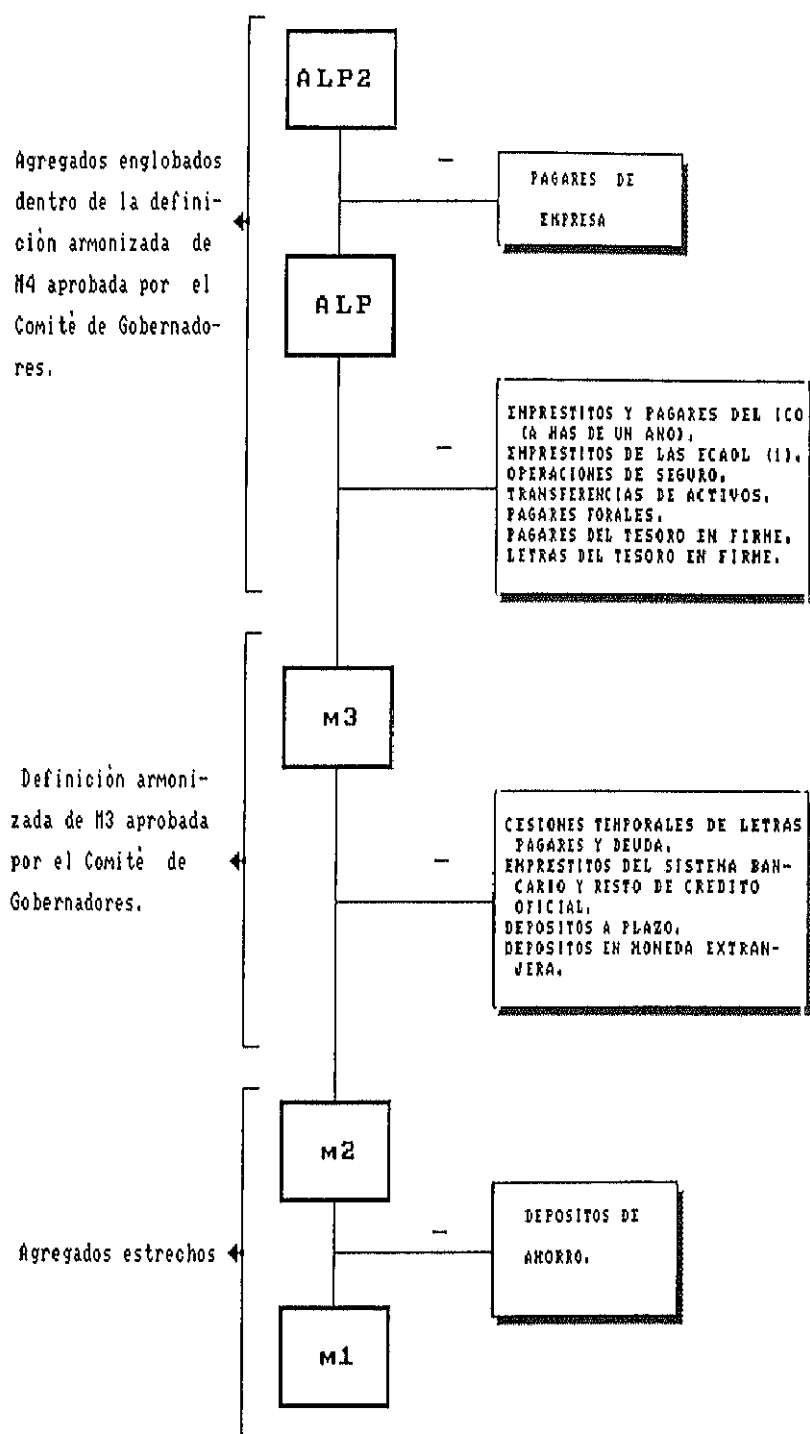 ALP2
Agregados englobados
dentro de la defini-
ción armonizada de
M4 aprobada por el
Comité de Gobernado-
res.
—
PAGARES DE
EMPRESA
ALP
—
EMPRESTITOS Y PAGARES DEL ICO
(A MAS DE UN ANO).
EMPRESTITOS DE LAS ECAOL (1).
OPERACIONES DE SEGURO.
TRANSFERENCIAS DE ACTIVOS.
PAGARES FORALES.
PAGARES DEL TESORO EN FIRME.
LETRAS DEL TESORO EN FIRME.
M3
Definición armoni-
zada de M3 aprobada
por el Comité de
Gobernadores.
—
CESIONES TEMPORALES DE LETRAS
PAGARES Y DEUDA.
EMPRESTITOS DEL SISTEMA BAN-
CARIO Y RESTO DE CREDITO
OFICIAL.
DEPOSITOS A PLAZO.
DEPOSITOS EN MONEDA EXTRAN-
JERA.
M2
Agregados estrechos
—
DEPOSITOS DE
AHORRO.
M1